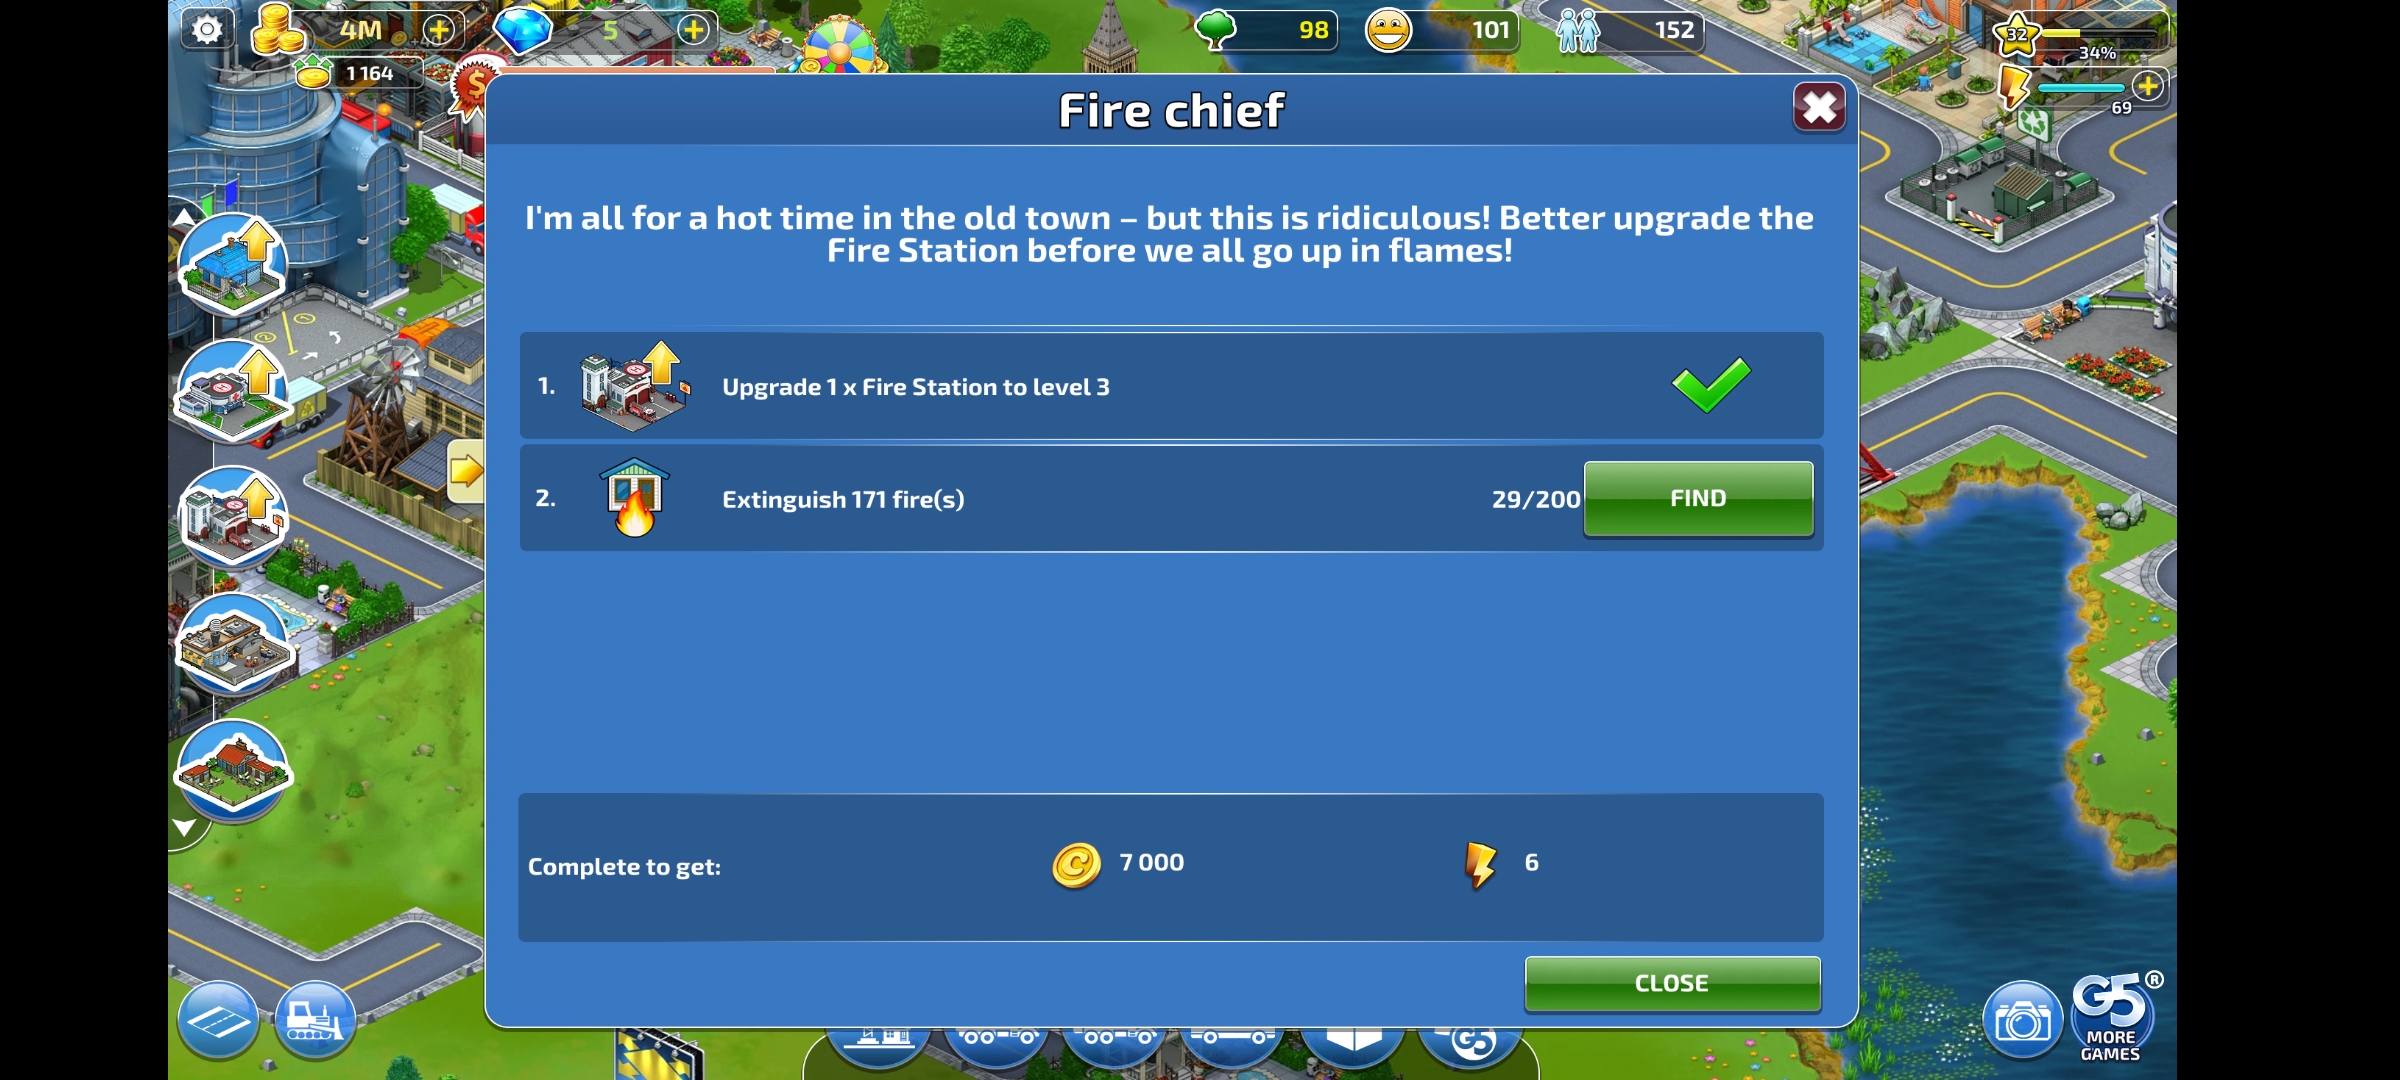 4M
5
98
101
152
32
34%
1 164
69
Fire chief
I'm all for a hot time in the old town – but this is ridiculous! Better upgrade the
Fire Station before we all go up in flames!
1.
Upgrade 1 x Fire Station to level 3
2.
Extinguish 171 fire(s)
29/200
FIND
Complete to get:
7 000
6
CLOSE
G5
G5®
MORE
GAMES